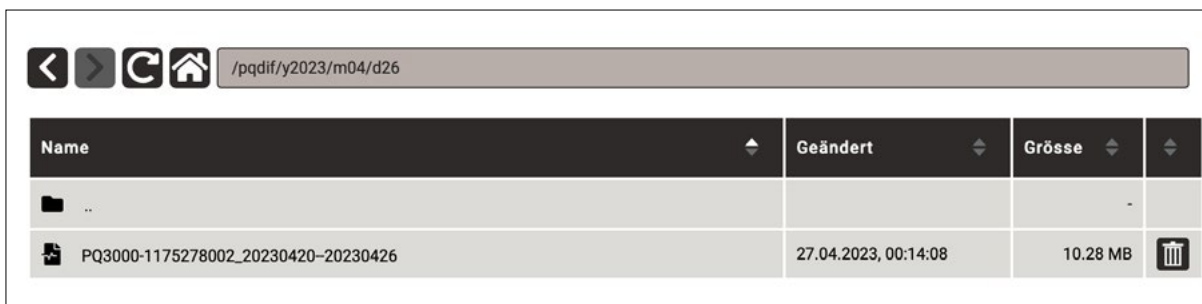 /pqdif/y2023/m04/d26
Name Geändert Grösse
.. -
PQ3000-1175278002_20230420–20230426 27.04.2023, 00:14:08 10.28 MB